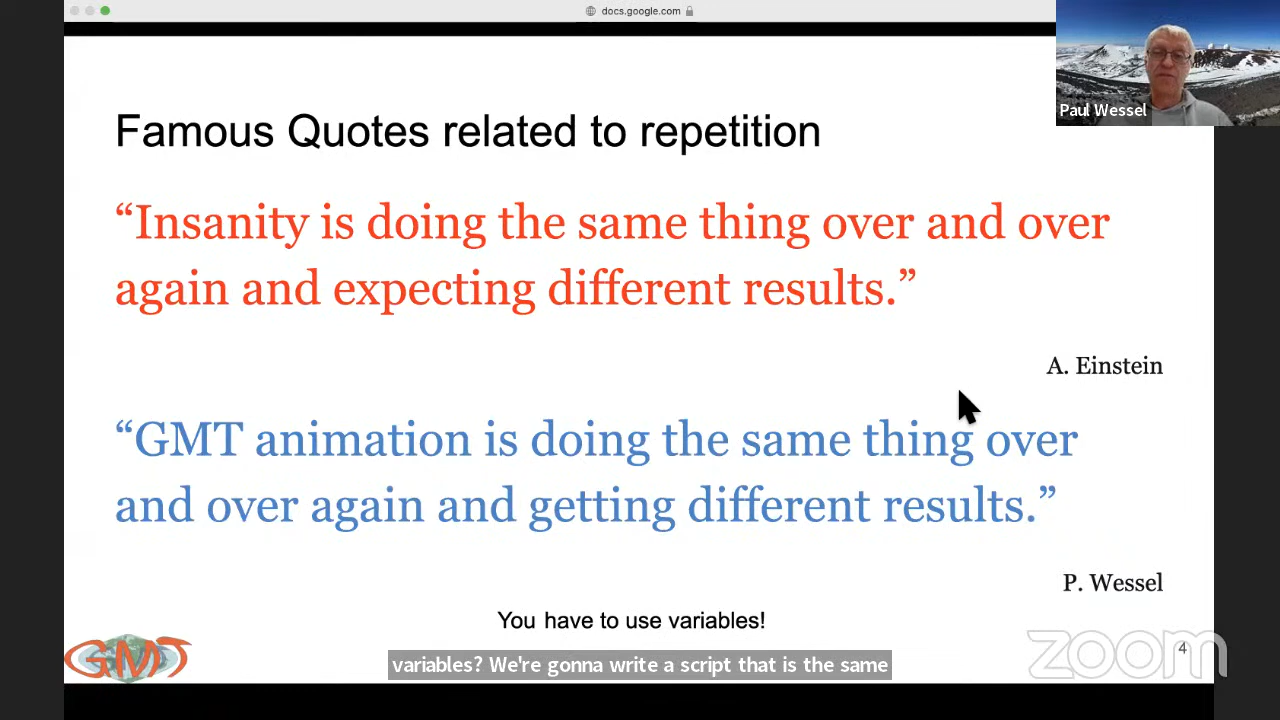 docs.google.com
Paul Wessel
Famous Quotes related to repetition
“Insanity is doing the same thing over and over
again and expecting different results.”
A. Einstein
“GMT animation is doing the same thing over
and over again and getting different results.”
P. Wessel
You have to use variables!
GMT
variables? We're gonna write a script that is the same
zoom
4